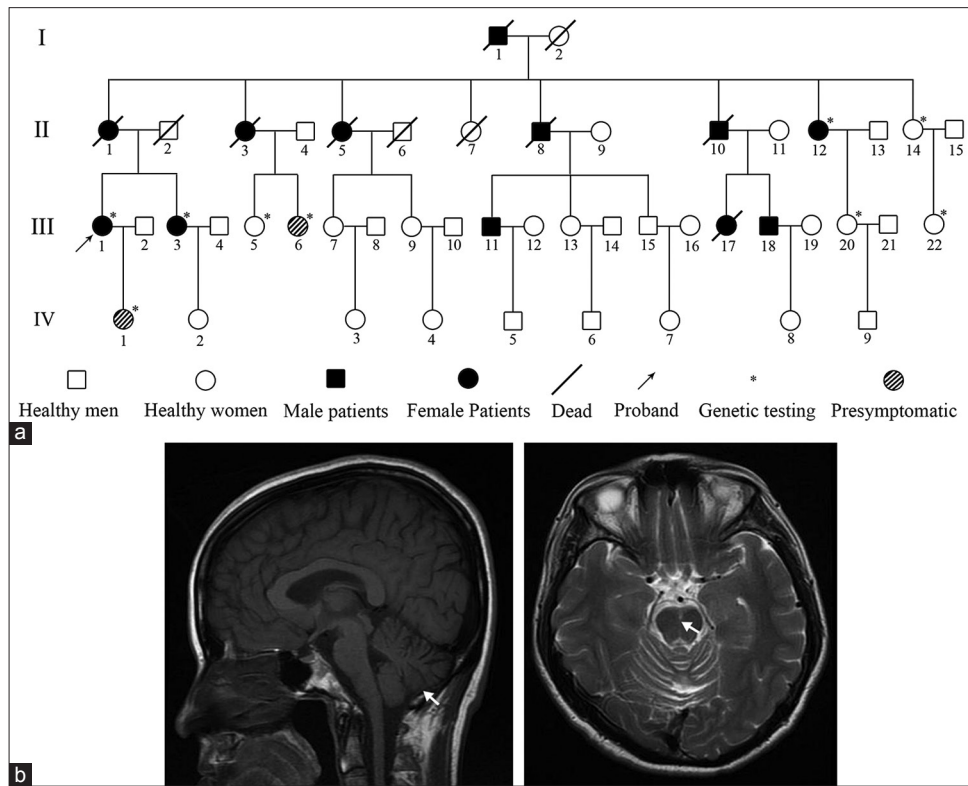 I
1 2
II
1 2 3 4 5 6 7 8 9 10 11 12 * 13 14 * 15
III
1 * 2 3 * 4 5 * 6 * 7 8 9 10 11 12 13 14 15 16 17 18 19 20 * 21 22 *
IV
1 * 2 3 4 5 6 7 8 9
*
Healthy men Healthy women Male patients Female Patients Dead Proband Genetic testing Presymptomatic
a
b